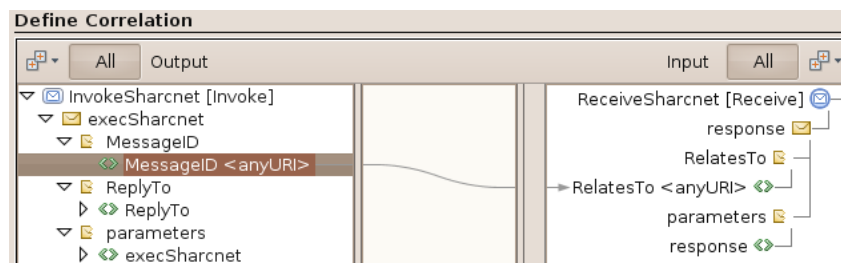 Define Correlation
All Output Input All
InvokeSharcnet [Invoke]
execSharcnet
MessageID
MessageID <anyURI>
ReplyTo
ReplyTo
parameters
execSharcnet
ReceiveSharcnet [Receive]
response
RelatesTo
RelatesTo <anyURI>
parameters
response